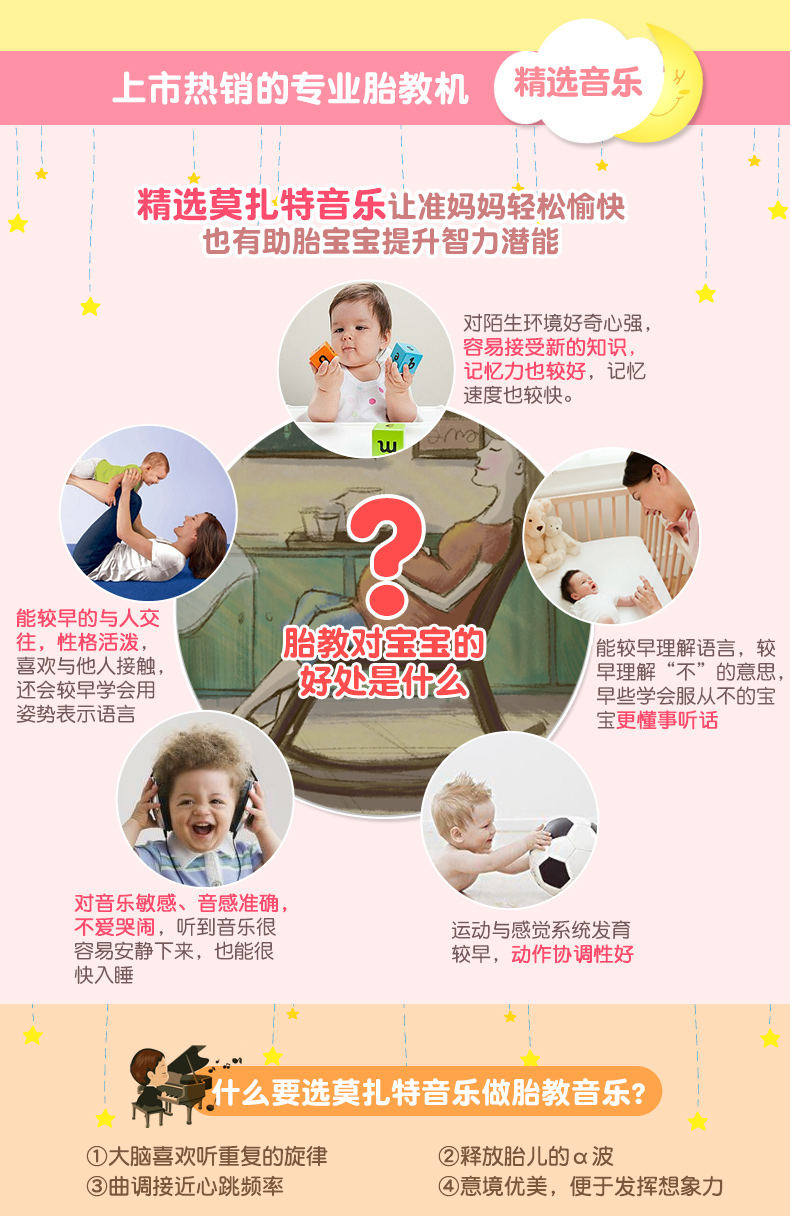 上市热销的专业胎教机
精选音乐
精选莫扎特音乐让准妈妈轻松愉快
也有助胎宝宝提升智力潜能
对陌生环境好奇心强，
容易接受新的知识，
记忆力也较好，记忆
速度也较快。
?
胎教对宝宝的
好处是什么
能较早的与人交
往，性格活泼，
喜欢与他人接触，
还会较早学会用
姿势表示语言
能较早理解语言，较
早理解“不”的意思，
早些学会服从不的宝
宝更懂事听话
对音乐敏感、音感准确，
不爱哭闹，听到音乐很
容易安静下来，也能很
快入睡
运动与感觉系统发育
较早，动作协调性好
什么要选莫扎特音乐做胎教音乐?
①大脑喜欢听重复的旋律
②释放胎儿的α波
③曲调接近心跳频率
④意境优美，便于发挥想象力